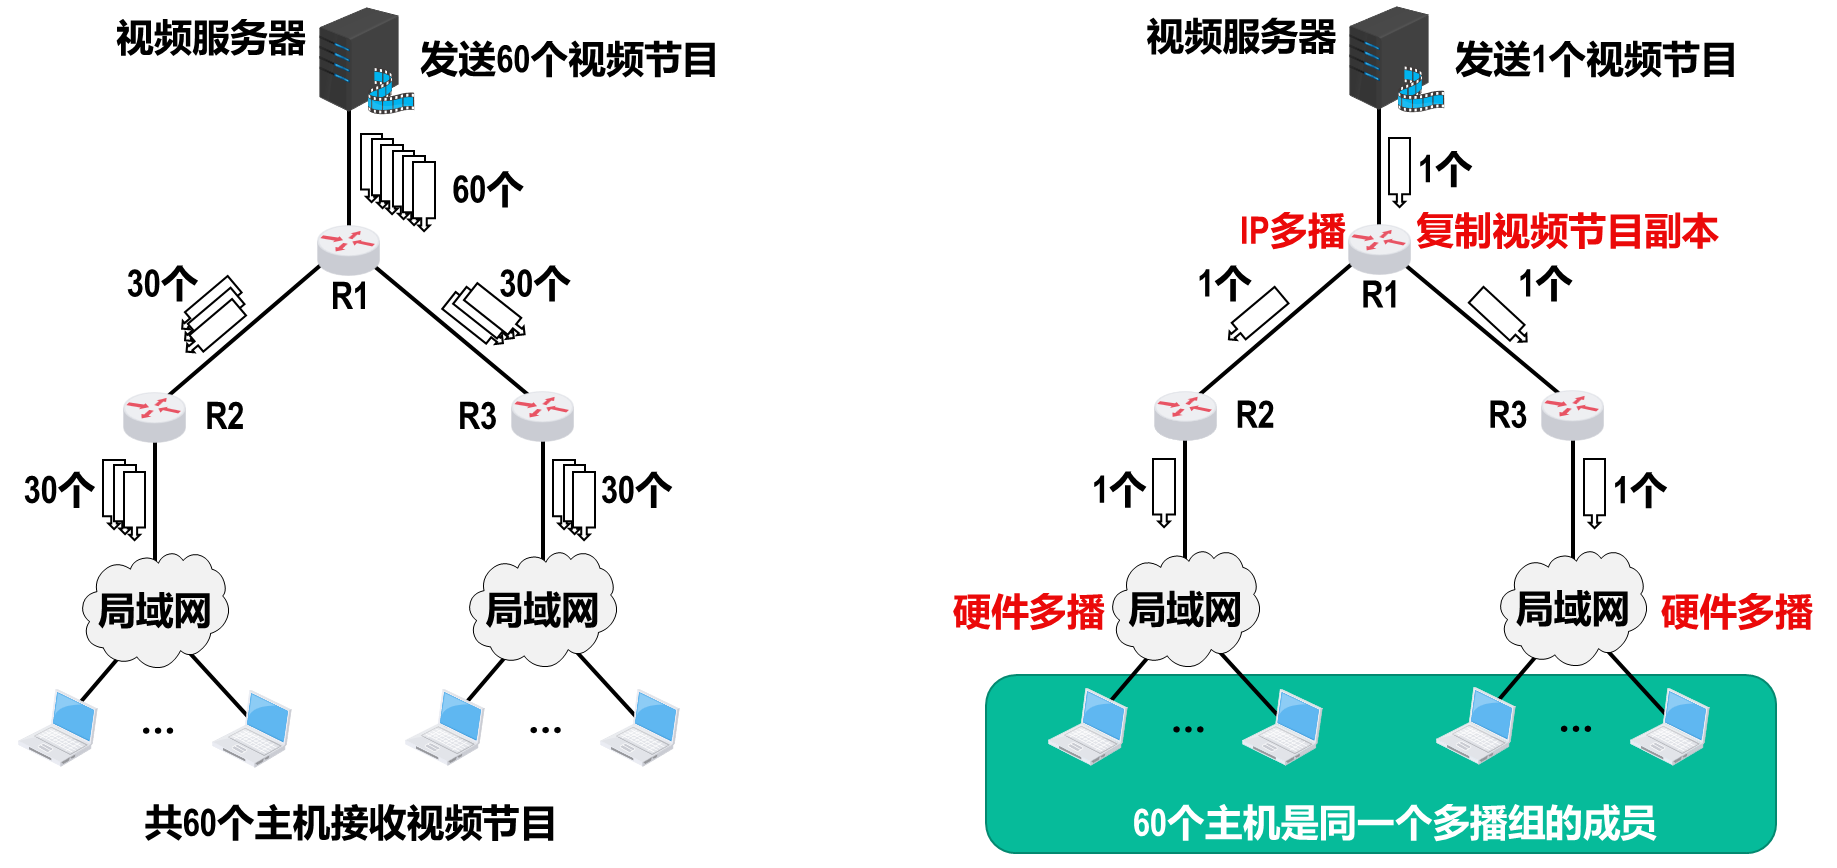 视频服务器
发送60个视频节目
60个
30个
30个
R1
R2
R3
30个
30个
局域网
局域网
...
...
共60个主机接收视频节目
视频服务器
发送1个视频节目
1个
IP多播
复制视频节目副本
1个
1个
R1
R2
R3
1个
1个
硬件多播
局域网
局域网
硬件多播
...
...
60个主机是同一个多播组的成员